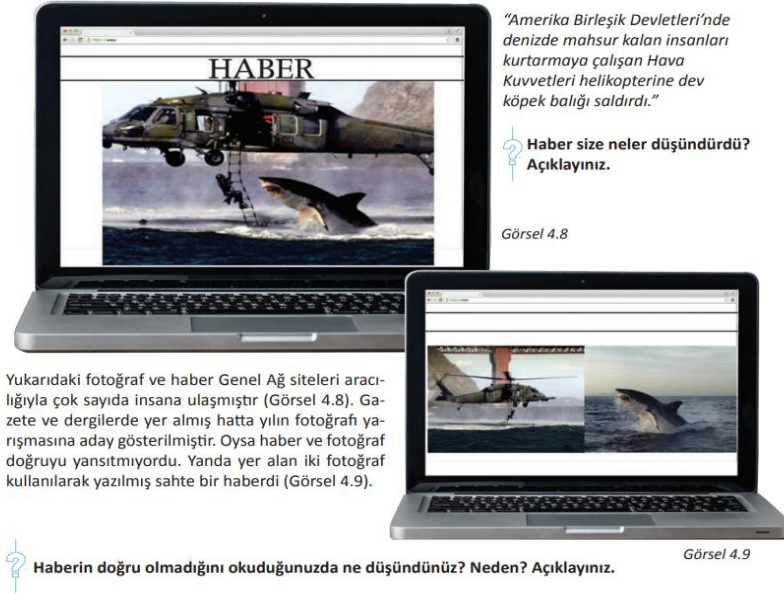 HABER
"Amerika Birleşik Devletleri'nde
denizde mahsur kalan insanları
kurtarmaya çalışan Hava
Kuvvetleri helikopterine dev
köpek balığı saldırdı."
Haber size neler düşündürdü?
Açıklayınız.
Görsel 4.8
Yukarıdaki fotoğraf ve haber Genel Ağ siteleri aracı-
lığıyla çok sayıda insana ulaşmıştır (Görsel 4.8). Ga-
zete ve dergilerde yer almış hatta yılın fotoğrafı ya-
rışmasına aday gösterilmiştir. Oysa haber ve fotoğraf
doğruyu yansıtmıyordu. Yanda yer alan iki fotoğraf
kullanılarak yazılmış sahte bir haberdi (Görsel 4.9).
Görsel 4.9
Haberin doğru olmadığını okuduğunuzda ne düşündünüz? Neden? Açıklayınız.